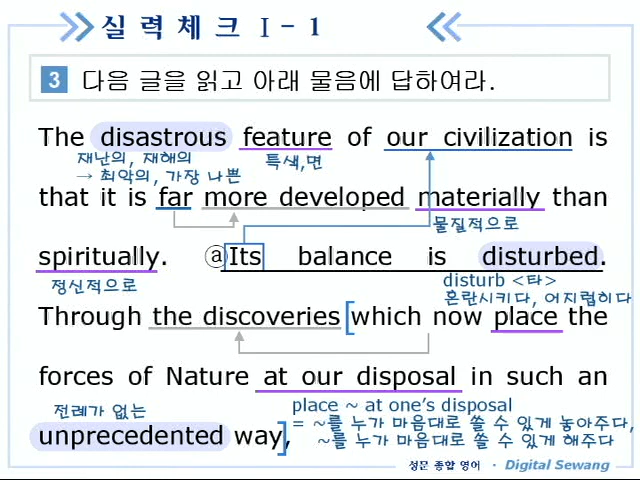 실 력 체 크 Ⅰ - 1
3 다음 글을 읽고 아래 물음에 답하여라.
The disastrous feature of our civilization is
재난의, 재해의
→ 최악의, 가장 나쁜
특색,면
that it is far more developed materially than
물질적으로
spiritually. ⓐIts balance is disturbed.
정신적으로
disturb <타>
혼란시키다, 어지럽히다
Through the discoveries [which now place the
forces of Nature at our disposal in such an
전례가 없는
place ~ at one's disposal
unprecedented way],
= ~를 누가 마음대로 쓸 수 있게 놓아주다,
~를 누가 마음대로 쓸 수 있게 해주다
성문 종합 영어 · Digital Sewang